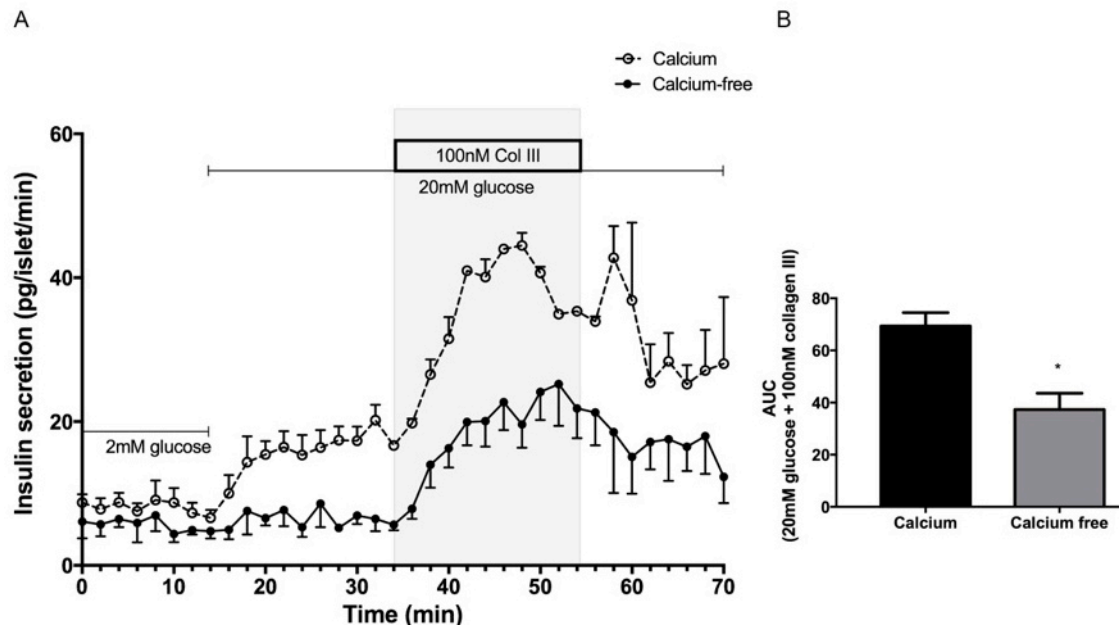 A
B
Calcium
Calcium-free
Insulin secretion (pg/islet/min)
60
40
20
0
100nM Col III
20mM glucose
2mM glucose
0 10 20 30 40 50 60 70
Time (min)
AUC
(20mM glucose + 100nM collagen III)
80
60
40
20
0
*
Calcium Calcium free